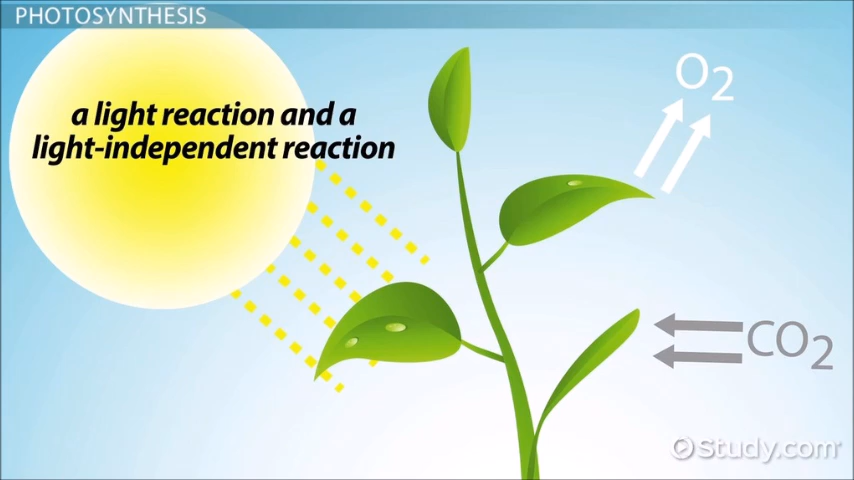 PHOTOSYNTHESIS
a light reaction and a
light-independent reaction
O2
CO2
Study.com